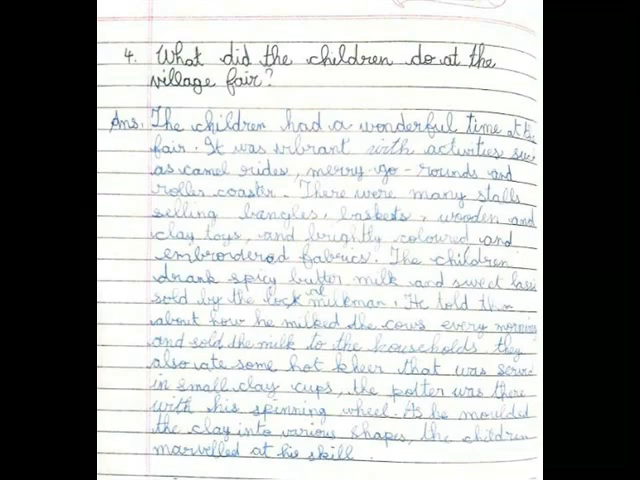 4. What did the children do at the
village fair?
Ans. The children had a wonderful time at the
fair. It was vibrant with activities such
as camel rides, merry-go-rounds and
roller coaster. There were many stalls
selling bangles, baskets, wooden and
clay toys, and brightly coloured and
embrordered fabrics. The children
drank spicy butter milk and sweet lassi
sold by the lockal milkman. He told them
about how he milked the cows every morning
and sold the milk to the households. they
also ate some hot kheer that was serve
in small clay cups, the potter was there
with his spinning wheel. As he moulded
the clay into various shapes, the children
marvelled at his skill.